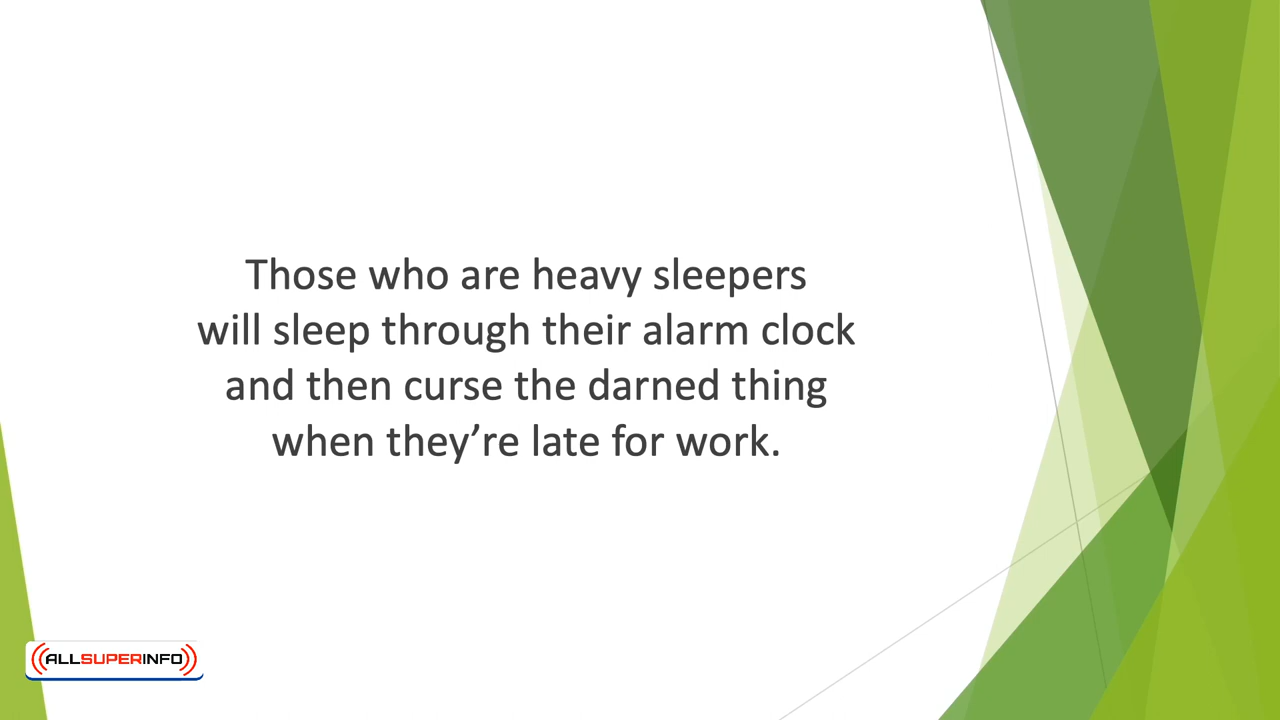 Those who are heavy sleepers
will sleep through their alarm clock
and then curse the darned thing
when they’re late for work.
ALLSUPERINFO